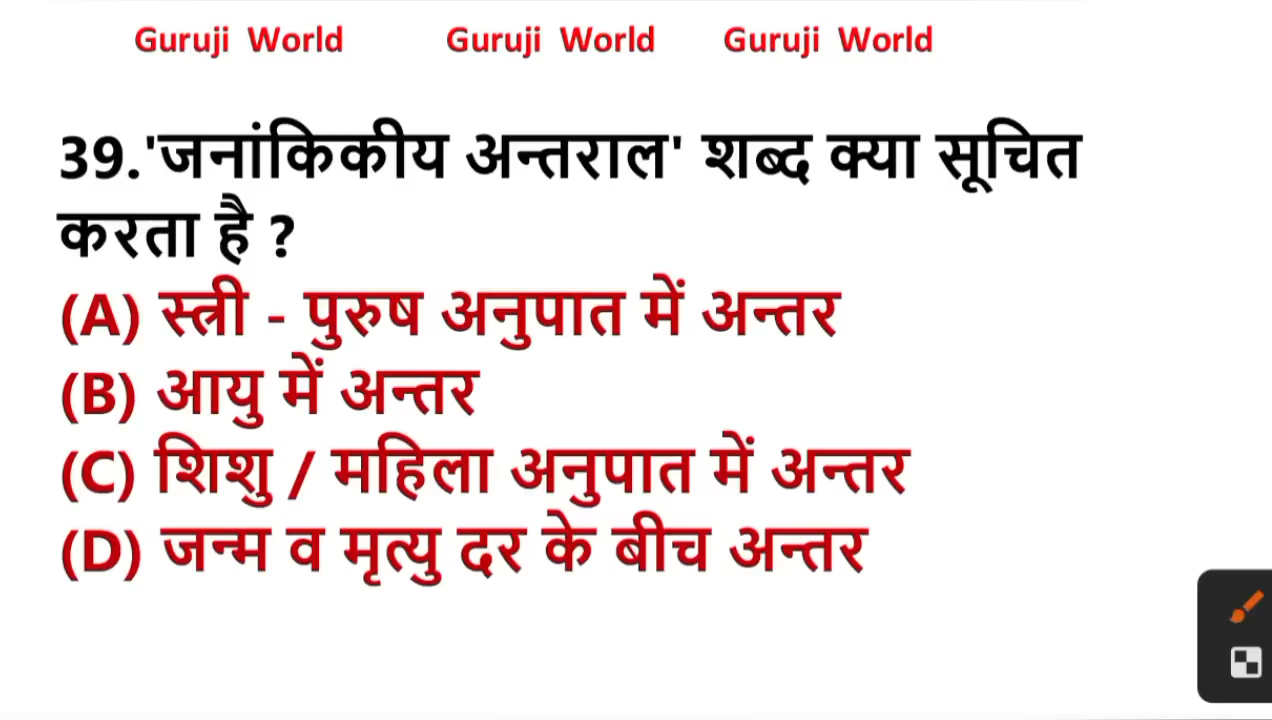 Guruji World Guruji World Guruji World
39.'जनांकिकीय अन्तराल' शब्द क्या सूचित
करता है ?
(A) स्त्री - पुरुष अनुपात में अन्तर
(B) आयु में अन्तर
(C) शिशु / महिला अनुपात में अन्तर
(D) जन्म व मृत्यु दर के बीच अन्तर